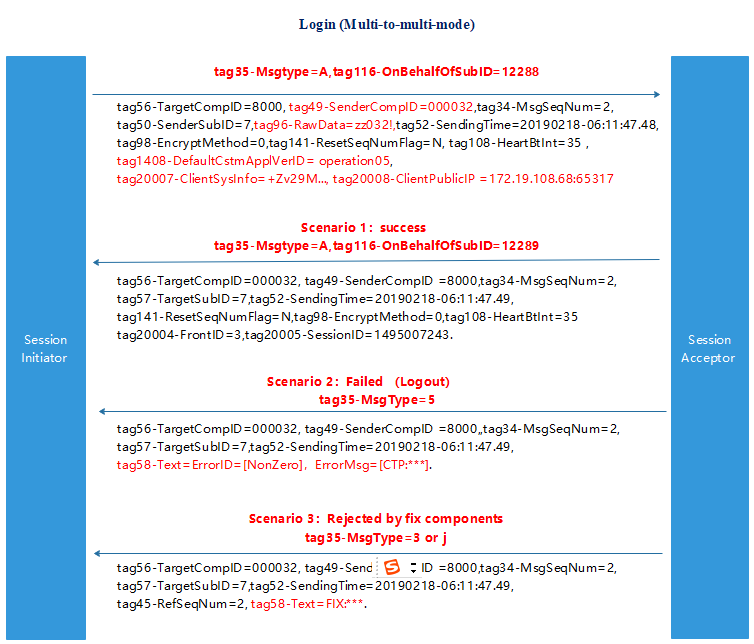 Login (Multi-to-multi-mode)
tag35-Msgtype=A,tag116-OnBehalfOfSubID=12288
tag56-TargetCompID=8000, tag49-SenderCompID=000032,tag34-MsgSeqNum=2,
tag50-SenderSubID=7,tag96-RawData=zz032!,tag52-SendingTime=20190218-06:11:47.48,
tag98-EncryptMethod=0,tag141-ResetSeqNumFlag=N, tag108-HeartBtInt=35 ,
tag1408-DefaultCstmApplVerID= operation05,
tag20007-ClientSysInfo=+Zv29M..., tag20008-ClientPublicIP =172.19.108.68:65317
Scenario 1: success
tag35-Msgtype=A,tag116-OnBehalfOfSubID=12289
tag56-TargetCompID=000032, tag49-SenderCompID =8000,tag34-MsgSeqNum=2,
tag57-TargetSubID=7,tag52-SendingTime=20190218-06:11:47.49,
tag141-ResetSeqNumFlag=N,tag98-EncryptMethod=0,tag108-HeartBtInt=35
tag20004-FrontID=3,tag20005-SessionID=1495007243.
Session
Initiator
Session
Acceptor
Scenario 2: Failed （Logout)
tag35-MsgType=5
tag56-TargetCompID=000032, tag49-SenderCompID =8000,,tag34-MsgSeqNum=2,
tag57-TargetSubID=7,tag52-SendingTime=20190218-06:11:47.49,
tag58-Text=ErrorID=[NonZero]，ErrorMsg=[CTP:***].
Scenario 3: Rejected by fix components
tag35-MsgType=3 or j
tag56-TargetCompID=000032, tag49-Send ID =8000,tag34-MsgSeqNum=2,
tag57-TargetSubID=7,tag52-SendingTime=20190218-06:11:47.49,
tag45-RefSeqNum=2, tag58-Text=FIX:***.